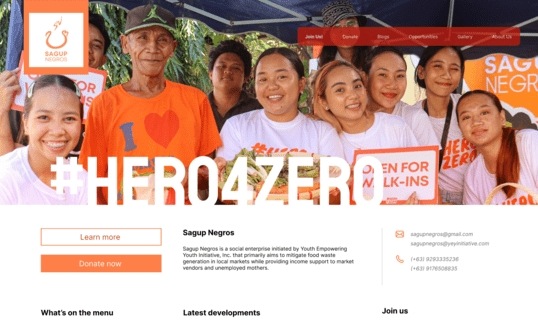 SAGUP
NEGROS
Join Us!
Donate
Blogs
Opportunities
Gallery
About Us
SAGUP
NEGROS
HERO
ZERO
OPEN FOR
WALK-INS
#HERO4ZERO
Learn more
Donate now
Sagup Negros
Sagup Negros is a social enterprise initiated by Youth Empowering
Youth Initiative, Inc. that primarily aims to mitigate food waste
generation in local markets while providing income support to market
vendors and unemployed mothers.
sagupnegros@gmail.com
sagupnegros@yeyinitiative.com
(+63) 9293335236
(+63) 9176508835
What's on the menu
Latest developments
Join us